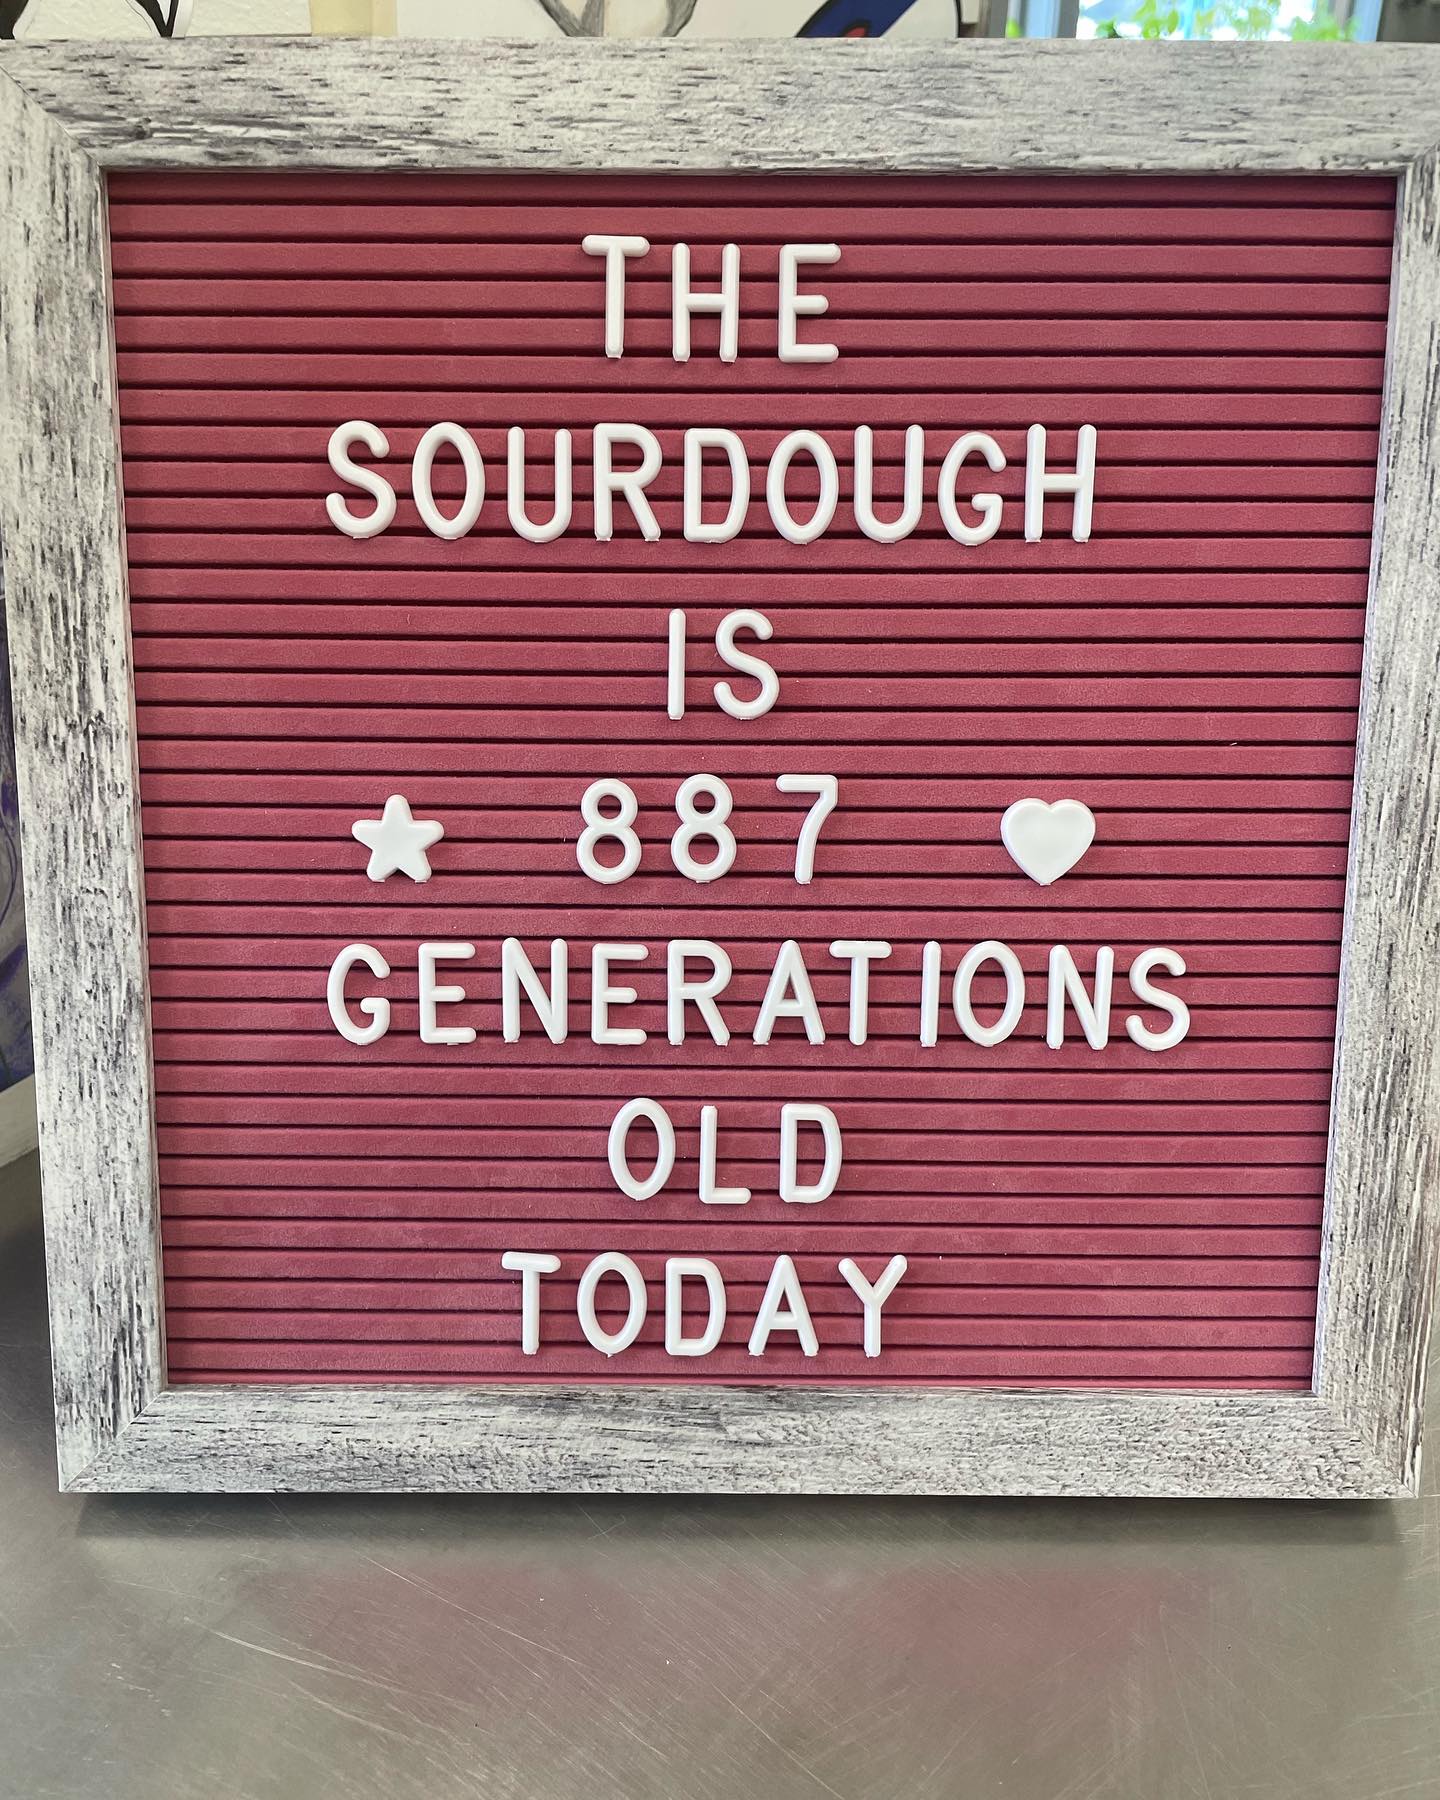 THE
SOURDOUGH
IS
887
GENERATIONS
OLD
TODAY